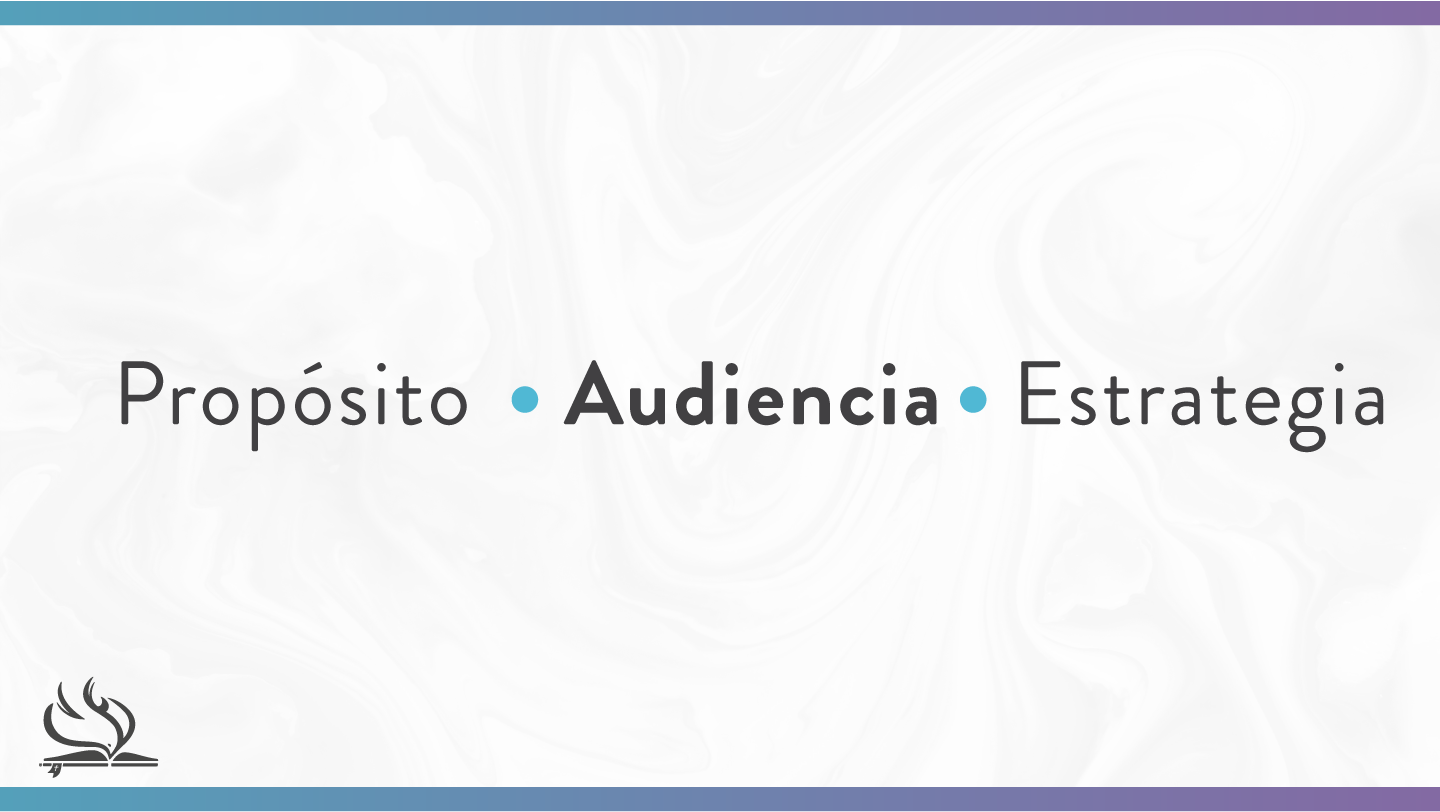 Propósito • Audiencia • Estrategia